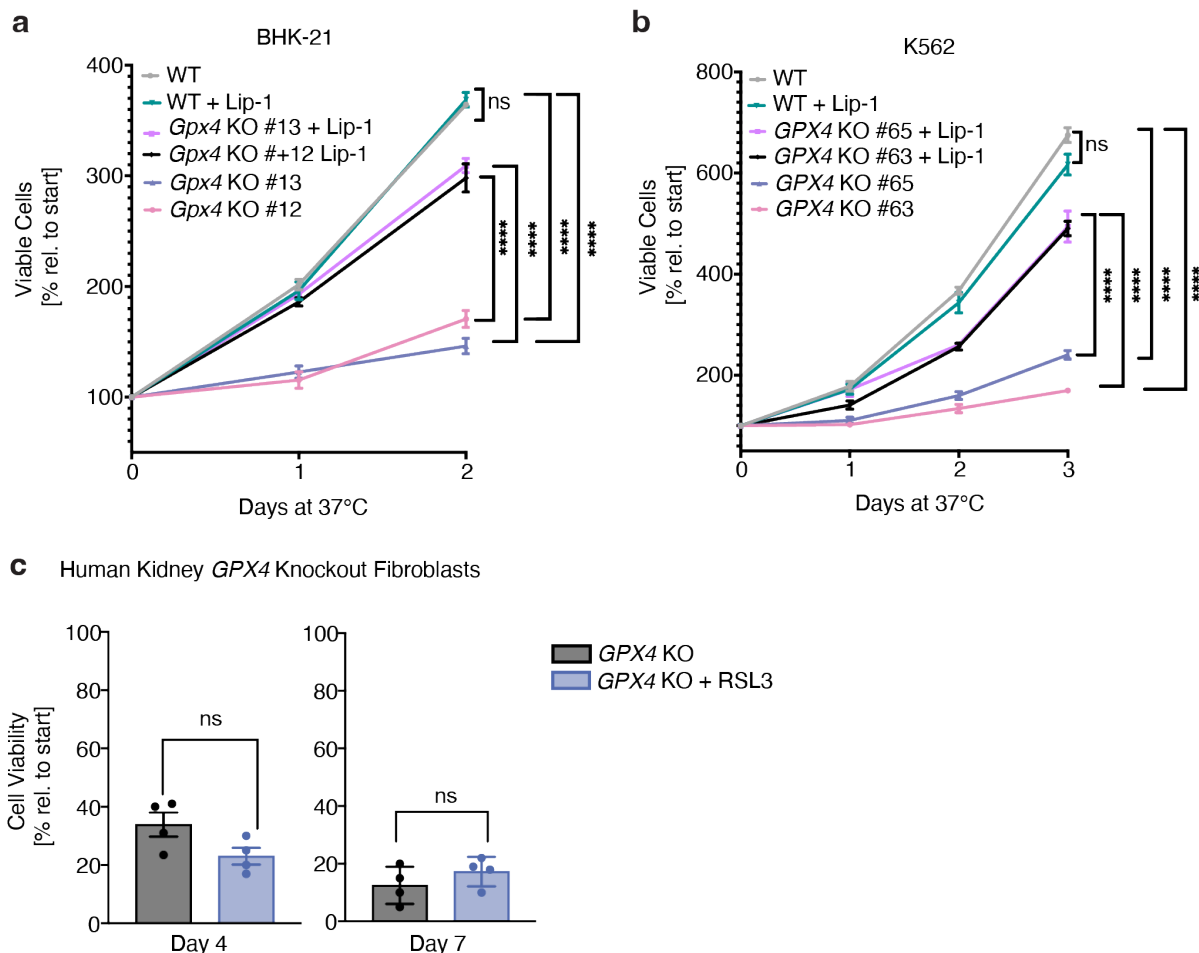 a
BHK-21
400
300
200
100
0
1
2
Viable Cells
[% rel. to start]
Days at 37°C
WT
WT + Lip-1
Gpx4 KO #13 + Lip-1
Gpx4 KO #+12 Lip-1
Gpx4 KO #13
Gpx4 KO #12
ns
****
****
****
****
b
K562
800
600
400
200
0
1
2
3
Viable Cells
[% rel. to start]
Days at 37°C
WT
WT + Lip-1
GPX4 KO #65 + Lip-1
GPX4 KO #63 + Lip-1
GPX4 KO #65
GPX4 KO #63
ns
****
****
****
****
c
Human Kidney GPX4 Knockout Fibroblasts
Cell Viability
[% rel. to start]
100
80
60
40
20
0
ns
Day 4
100
80
60
40
20
0
ns
Day 7
GPX4 KO
GPX4 KO + RSL3